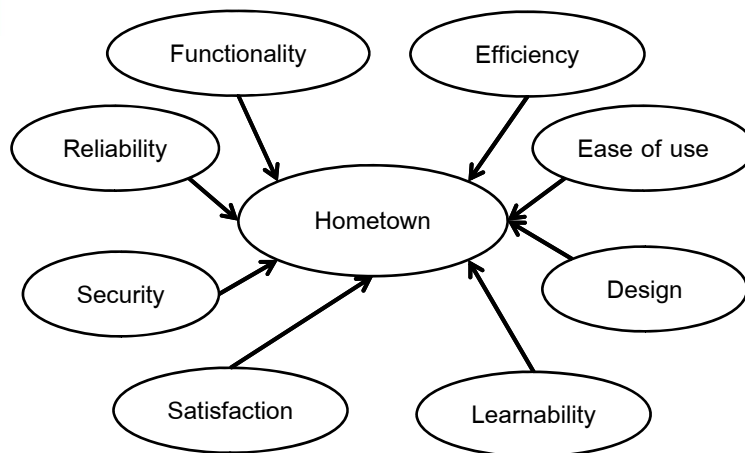 Functionality
Efficiency
Reliability
Ease of use
Hometown
Security
Design
Satisfaction
Learnability